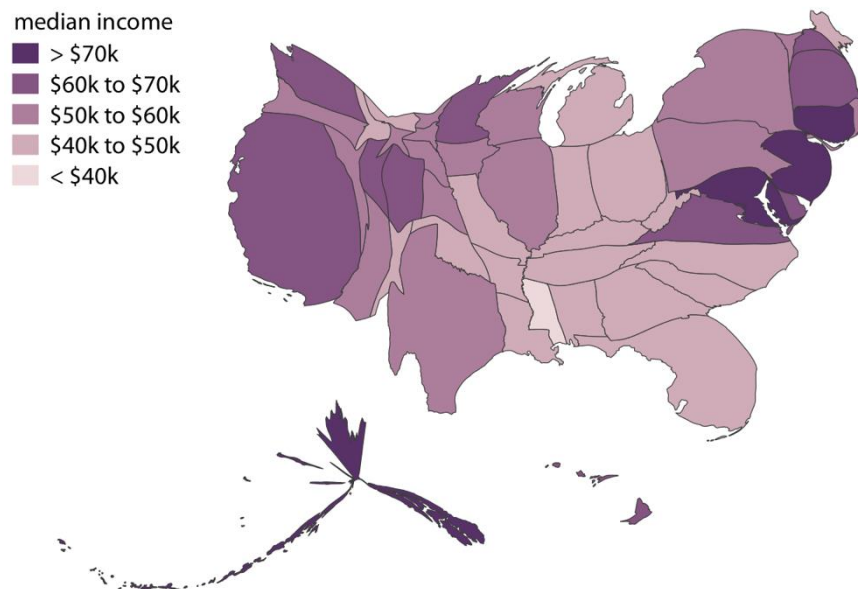 median income
> $70k
$60k to $70k
$50k to $60k
$40k to $50k
< $40k